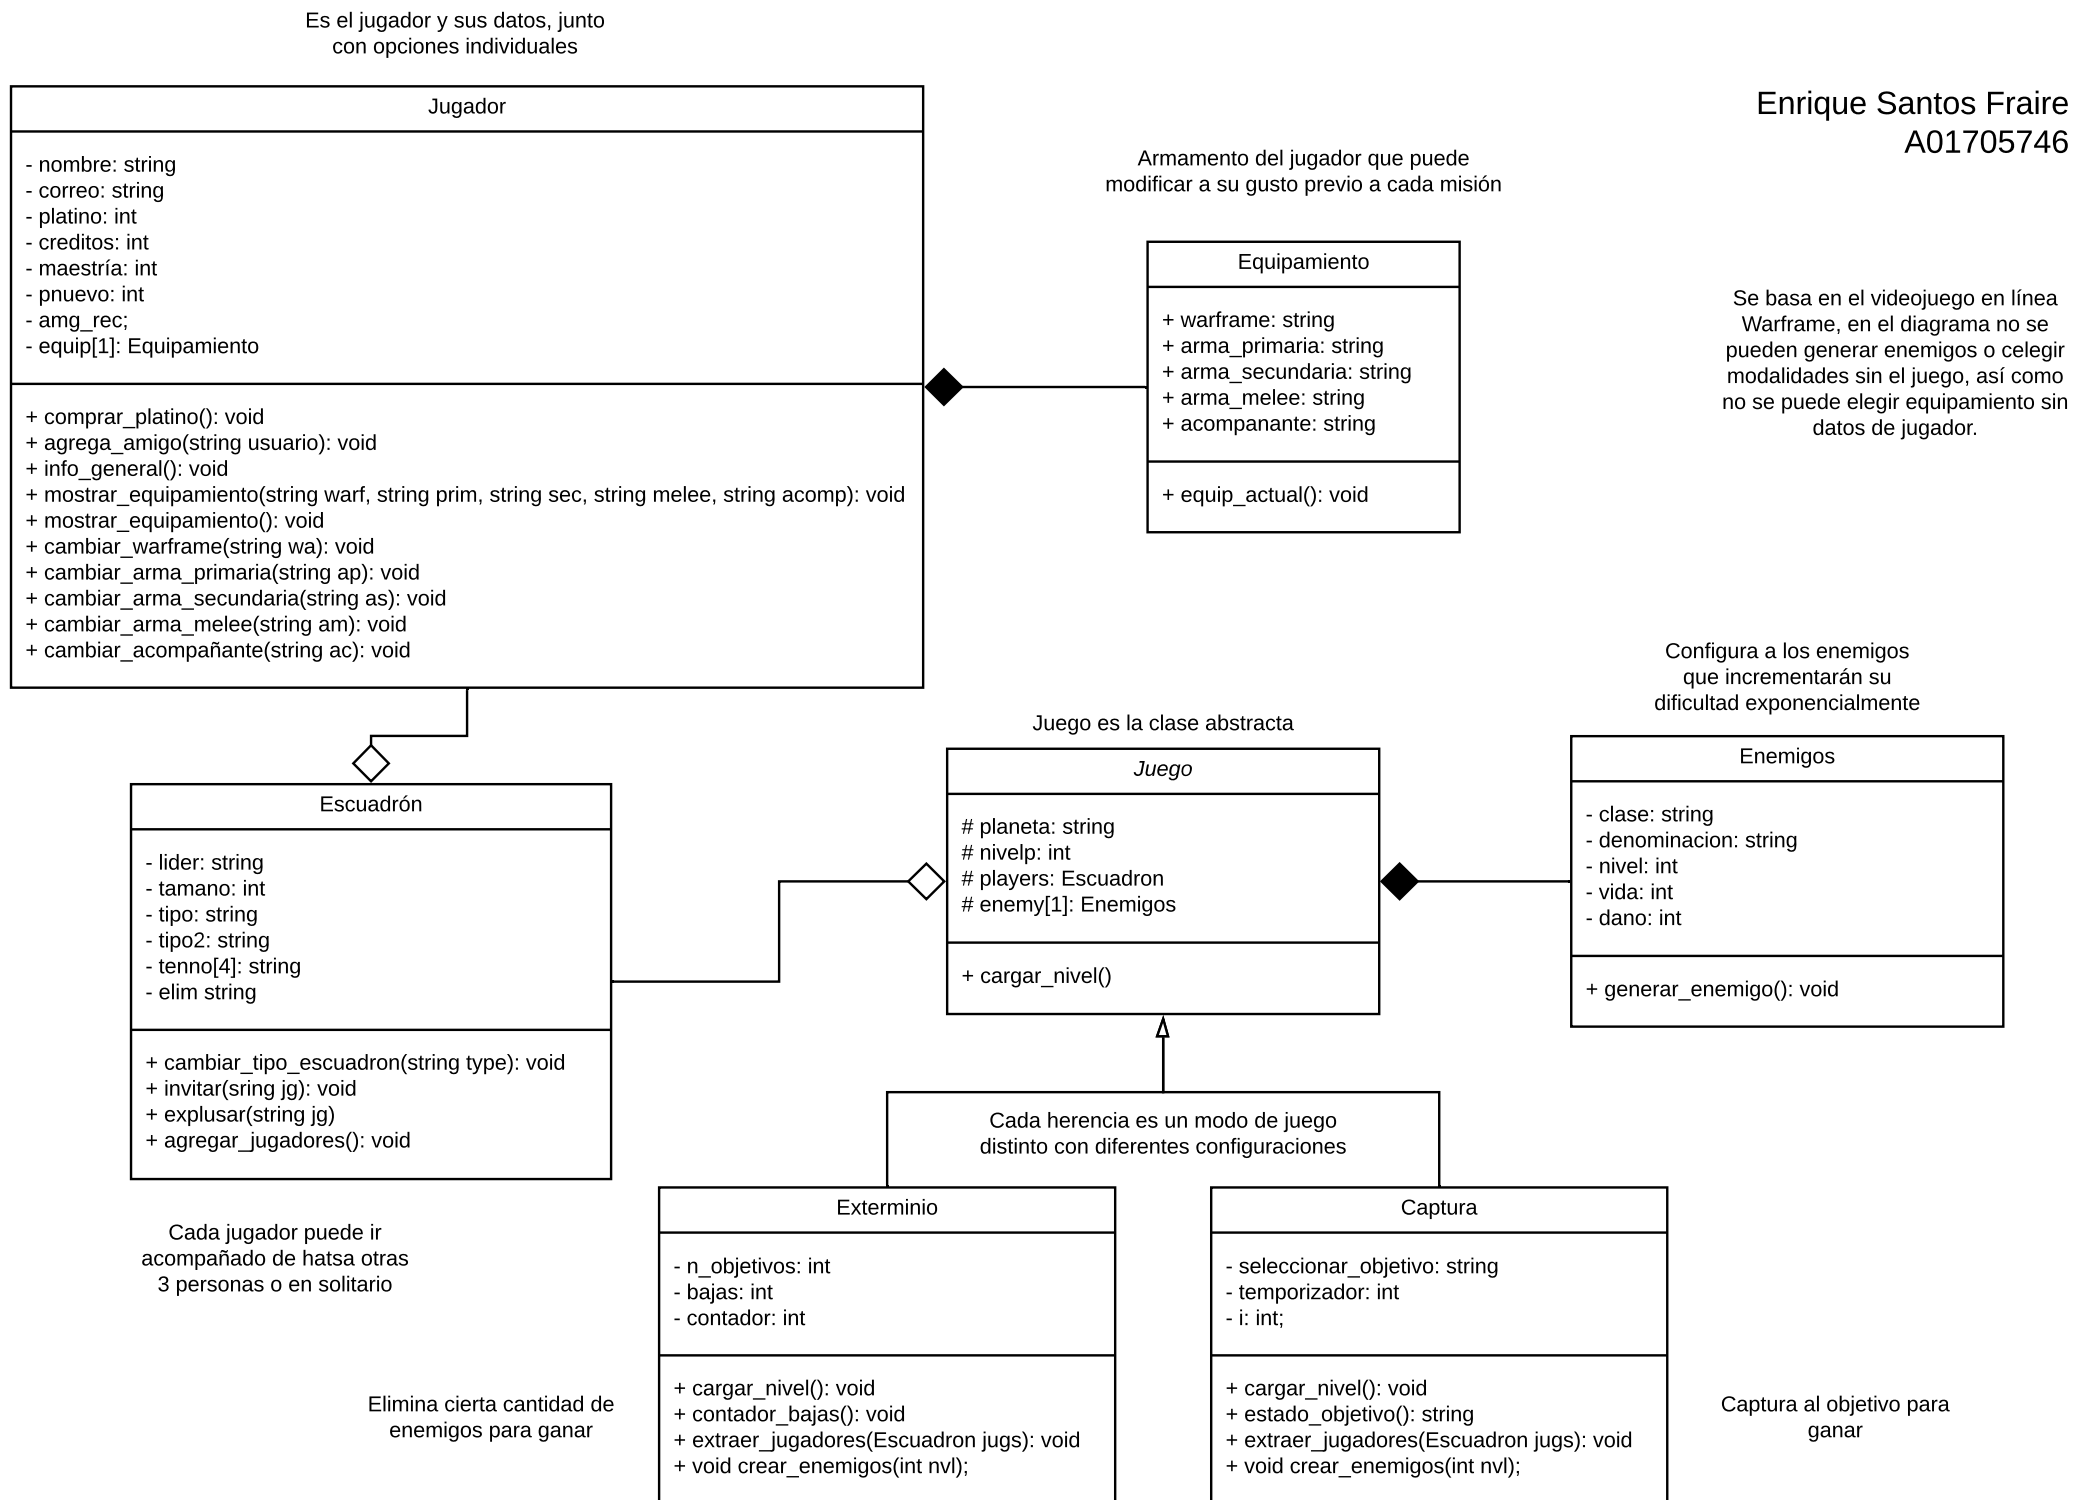 Es el jugador y sus datos, junto
con opciones individuales
Jugador
- nombre: string
- correo: string
- platino: int
- creditos: int
- maestría: int
- pnuevo: int
- amg_rec;
- equip[1]: Equipamiento
+ comprar_platino(): void
+ agrega_amigo(string usuario): void
+ info_general(): void
+ mostrar_equipamiento(string warf, string prim, string sec, string melee, string acomp): void
+ mostrar_equipamiento(): void
+ cambiar_warframe(string wa): void
+ cambiar_arma_primaria(string ap): void
+ cambiar_arma_secundaria(string as): void
+ cambiar_arma_melee(string am): void
+ cambiar_acompañante(string ac): void
Enrique Santos Fraire
A01705746
Armamento del jugador que puede
modificar a su gusto previo a cada misión
Equipamiento
+ warframe: string
+ arma_primaria: string
+ arma_secundaria: string
+ arma_melee: string
+ acompanante: string
+ equip_actual(): void
Se basa en el videojuego en línea
Warframe, en el diagrama no se
pueden generar enemigos o celegir
modalidades sin el juego, así como
no se puede elegir equipamiento sin
datos de jugador.
Escuadrón
- lider: string
- tamano: int
- tipo: string
- tipo2: string
- tenno[4]: string
- elim string
+ cambiar_tipo_escuadron(string type): void
+ invitar(sring jg): void
+ explusar(string jg)
+ agregar_jugadores(): void
Cada jugador puede ir
acompañado de hatsa otras
3 personas o en solitario
Juego es la clase abstracta
Juego
# planeta: string
# nivelp: int
# players: Escuadron
# enemy[1]: Enemigos
+ cargar_nivel()
Configura a los enemigos
que incrementarán su
dificultad exponencialmente
Enemigos
- clase: string
- denominacion: string
- nivel: int
- vida: int
- dano: int
+ generar_enemigo(): void
Cada herencia es un modo de juego
distinto con diferentes configuraciones
Exterminio
- n_objetivos: int
- bajas: int
- contador: int
+ cargar_nivel(): void
+ contador_bajas(): void
+ extraer_jugadores(Escuadron jugs): void
+ void crear_enemigos(int nvl);
Elimina cierta cantidad de
enemigos para ganar
Captura
- seleccionar_objetivo: string
- temporizador: int
- i: int;
+ cargar_nivel(): void
+ estado_objetivo(): string
+ extraer_jugadores(Escuadron jugs): void
+ void crear_enemigos(int nvl);
Captura al objetivo para
ganar